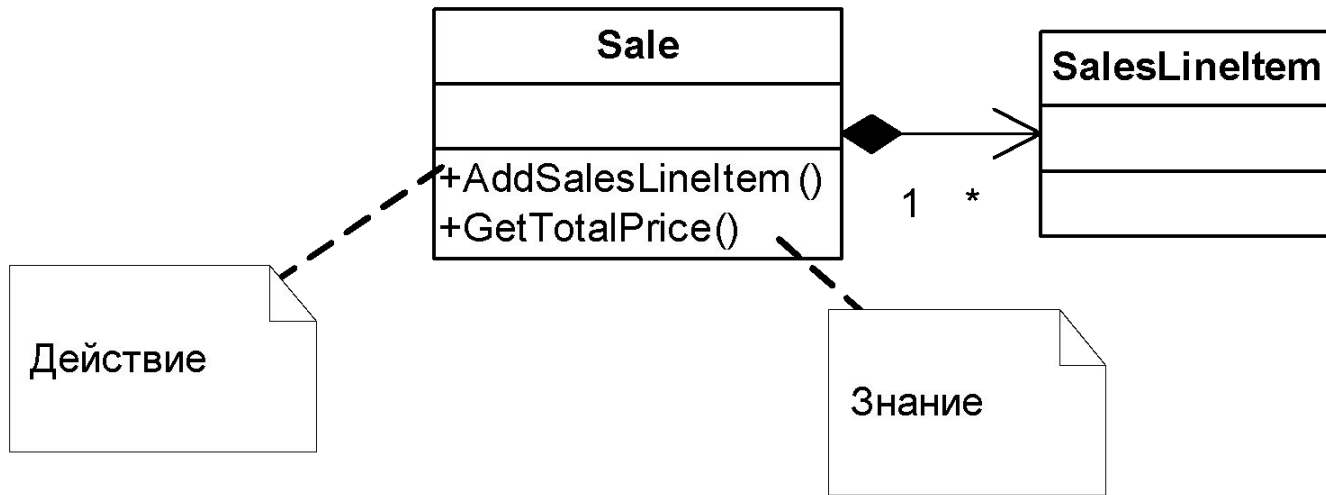 Sale
SalesLineItem
+AddSalesLineItem ()
+GetTotalPrice()
1 *
Действие
Знание